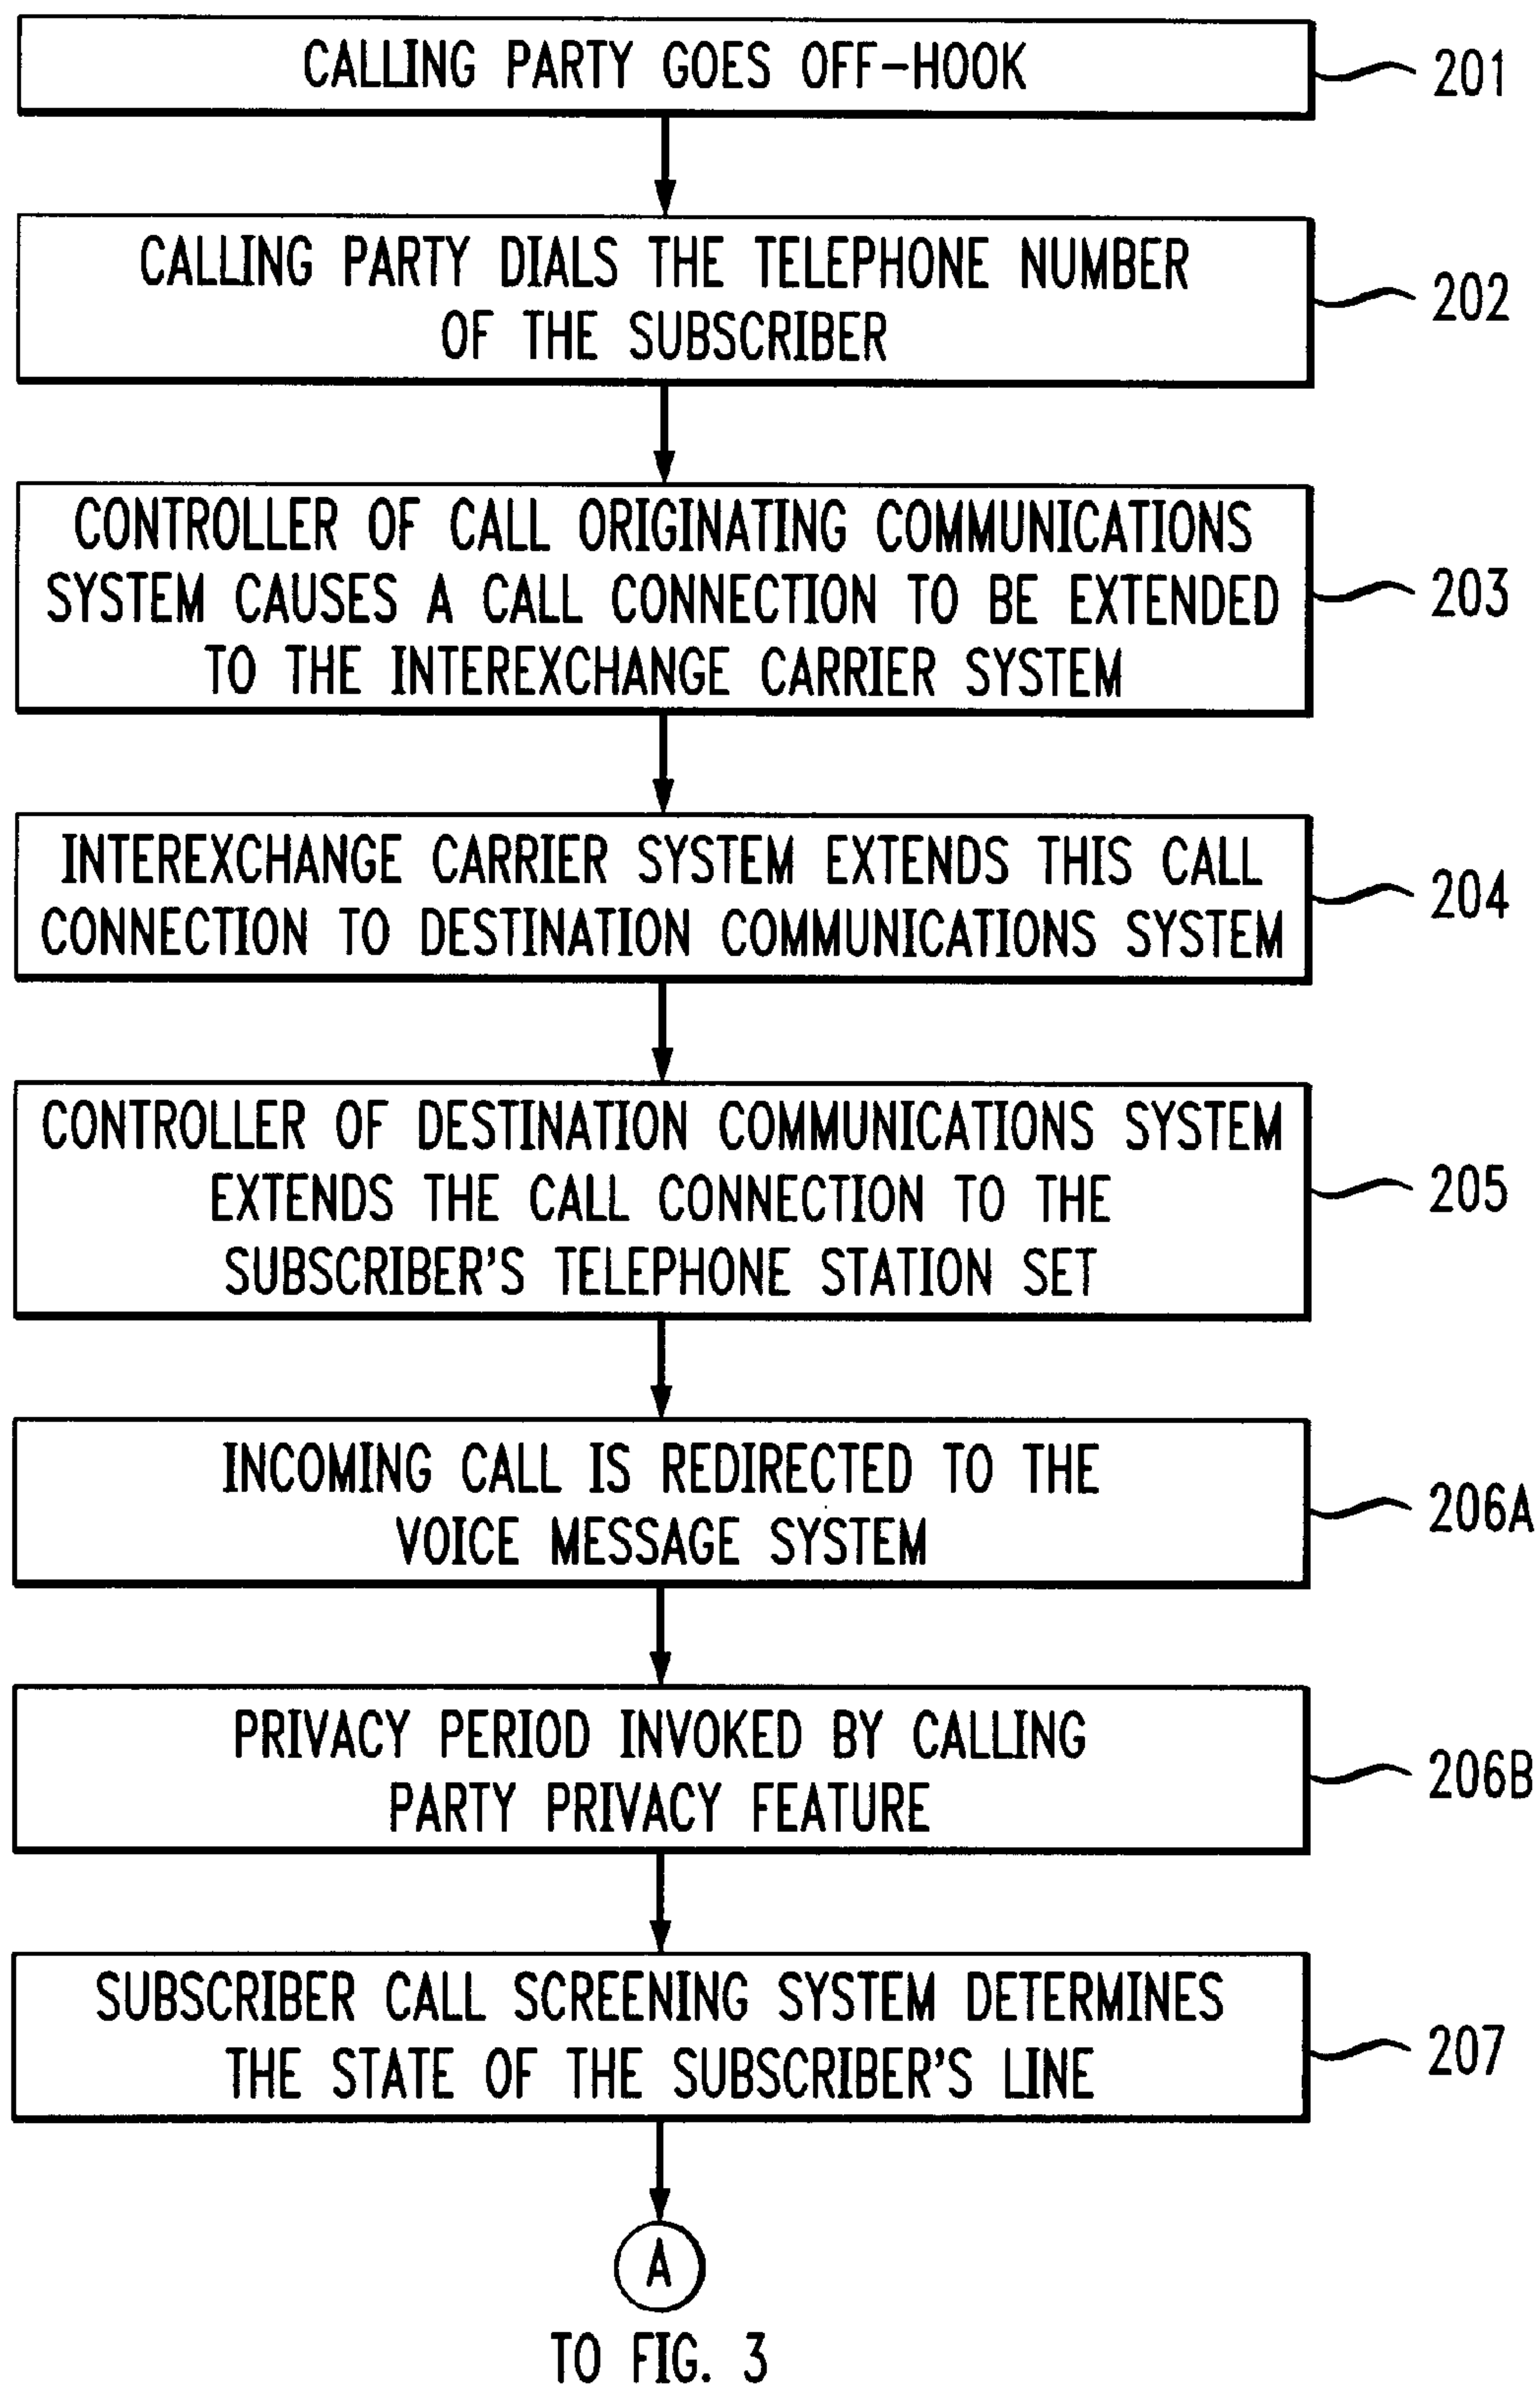 CALLING PARTY GOES OFF-HOOK
201
CALLING PARTY DIALS THE TELEPHONE NUMBER
OF THE SUBSCRIBER
202
CONTROLLER OF CALL ORIGINATING COMMUNICATIONS
SYSTEM CAUSES A CALL CONNECTION TO BE EXTENDED
TO THE INTEREXCHANGE CARRIER SYSTEM
203
INTEREXCHANGE CARRIER SYSTEM EXTENDS THIS CALL
CONNECTION TO DESTINATION COMMUNICATIONS SYSTEM
204
CONTROLLER OF DESTINATION COMMUNICATIONS SYSTEM
EXTENDS THE CALL CONNECTION TO THE
SUBSCRIBER'S TELEPHONE STATION SET
205
INCOMING CALL IS REDIRECTED TO THE
VOICE MESSAGE SYSTEM
206A
PRIVACY PERIOD INVOKED BY CALLING
PARTY PRIVACY FEATURE
206B
SUBSCRIBER CALL SCREENING SYSTEM DETERMINES
THE STATE OF THE SUBSCRIBER'S LINE
207
A
TO FIG. 3